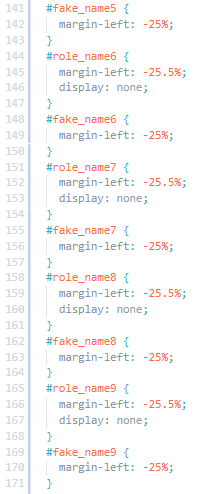 141 #fake_name5 {
142 margin-left: -25%;
143 }
144 #role_name6 {
145 margin-left: -25.5%;
146 display: none;
147 }
148 #fake_name6 {
149 margin-left: -25%;
150 }
151 #role_name7 {
152 margin-left: -25.5%;
153 display: none;
154 }
155 #fake_name7 {
156 margin-left: -25%;
157 }
158 #role_name8 {
159 margin-left: -25.5%;
160 display: none;
161 }
162 #fake_name8 {
163 margin-left: -25%;
164 }
165 #role_name9 {
166 margin-left: -25.5%;
167 display: none;
168 }
169 #fake_name9 {
170 margin-left: -25%;
171 }